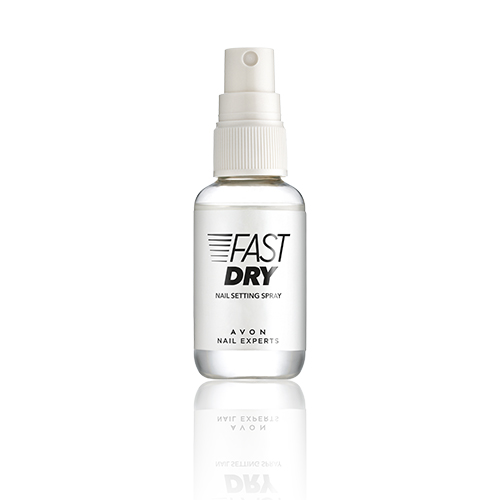 FAST
DRY
NAIL SETTING SPRAY
AVON
NAIL EXPERTS